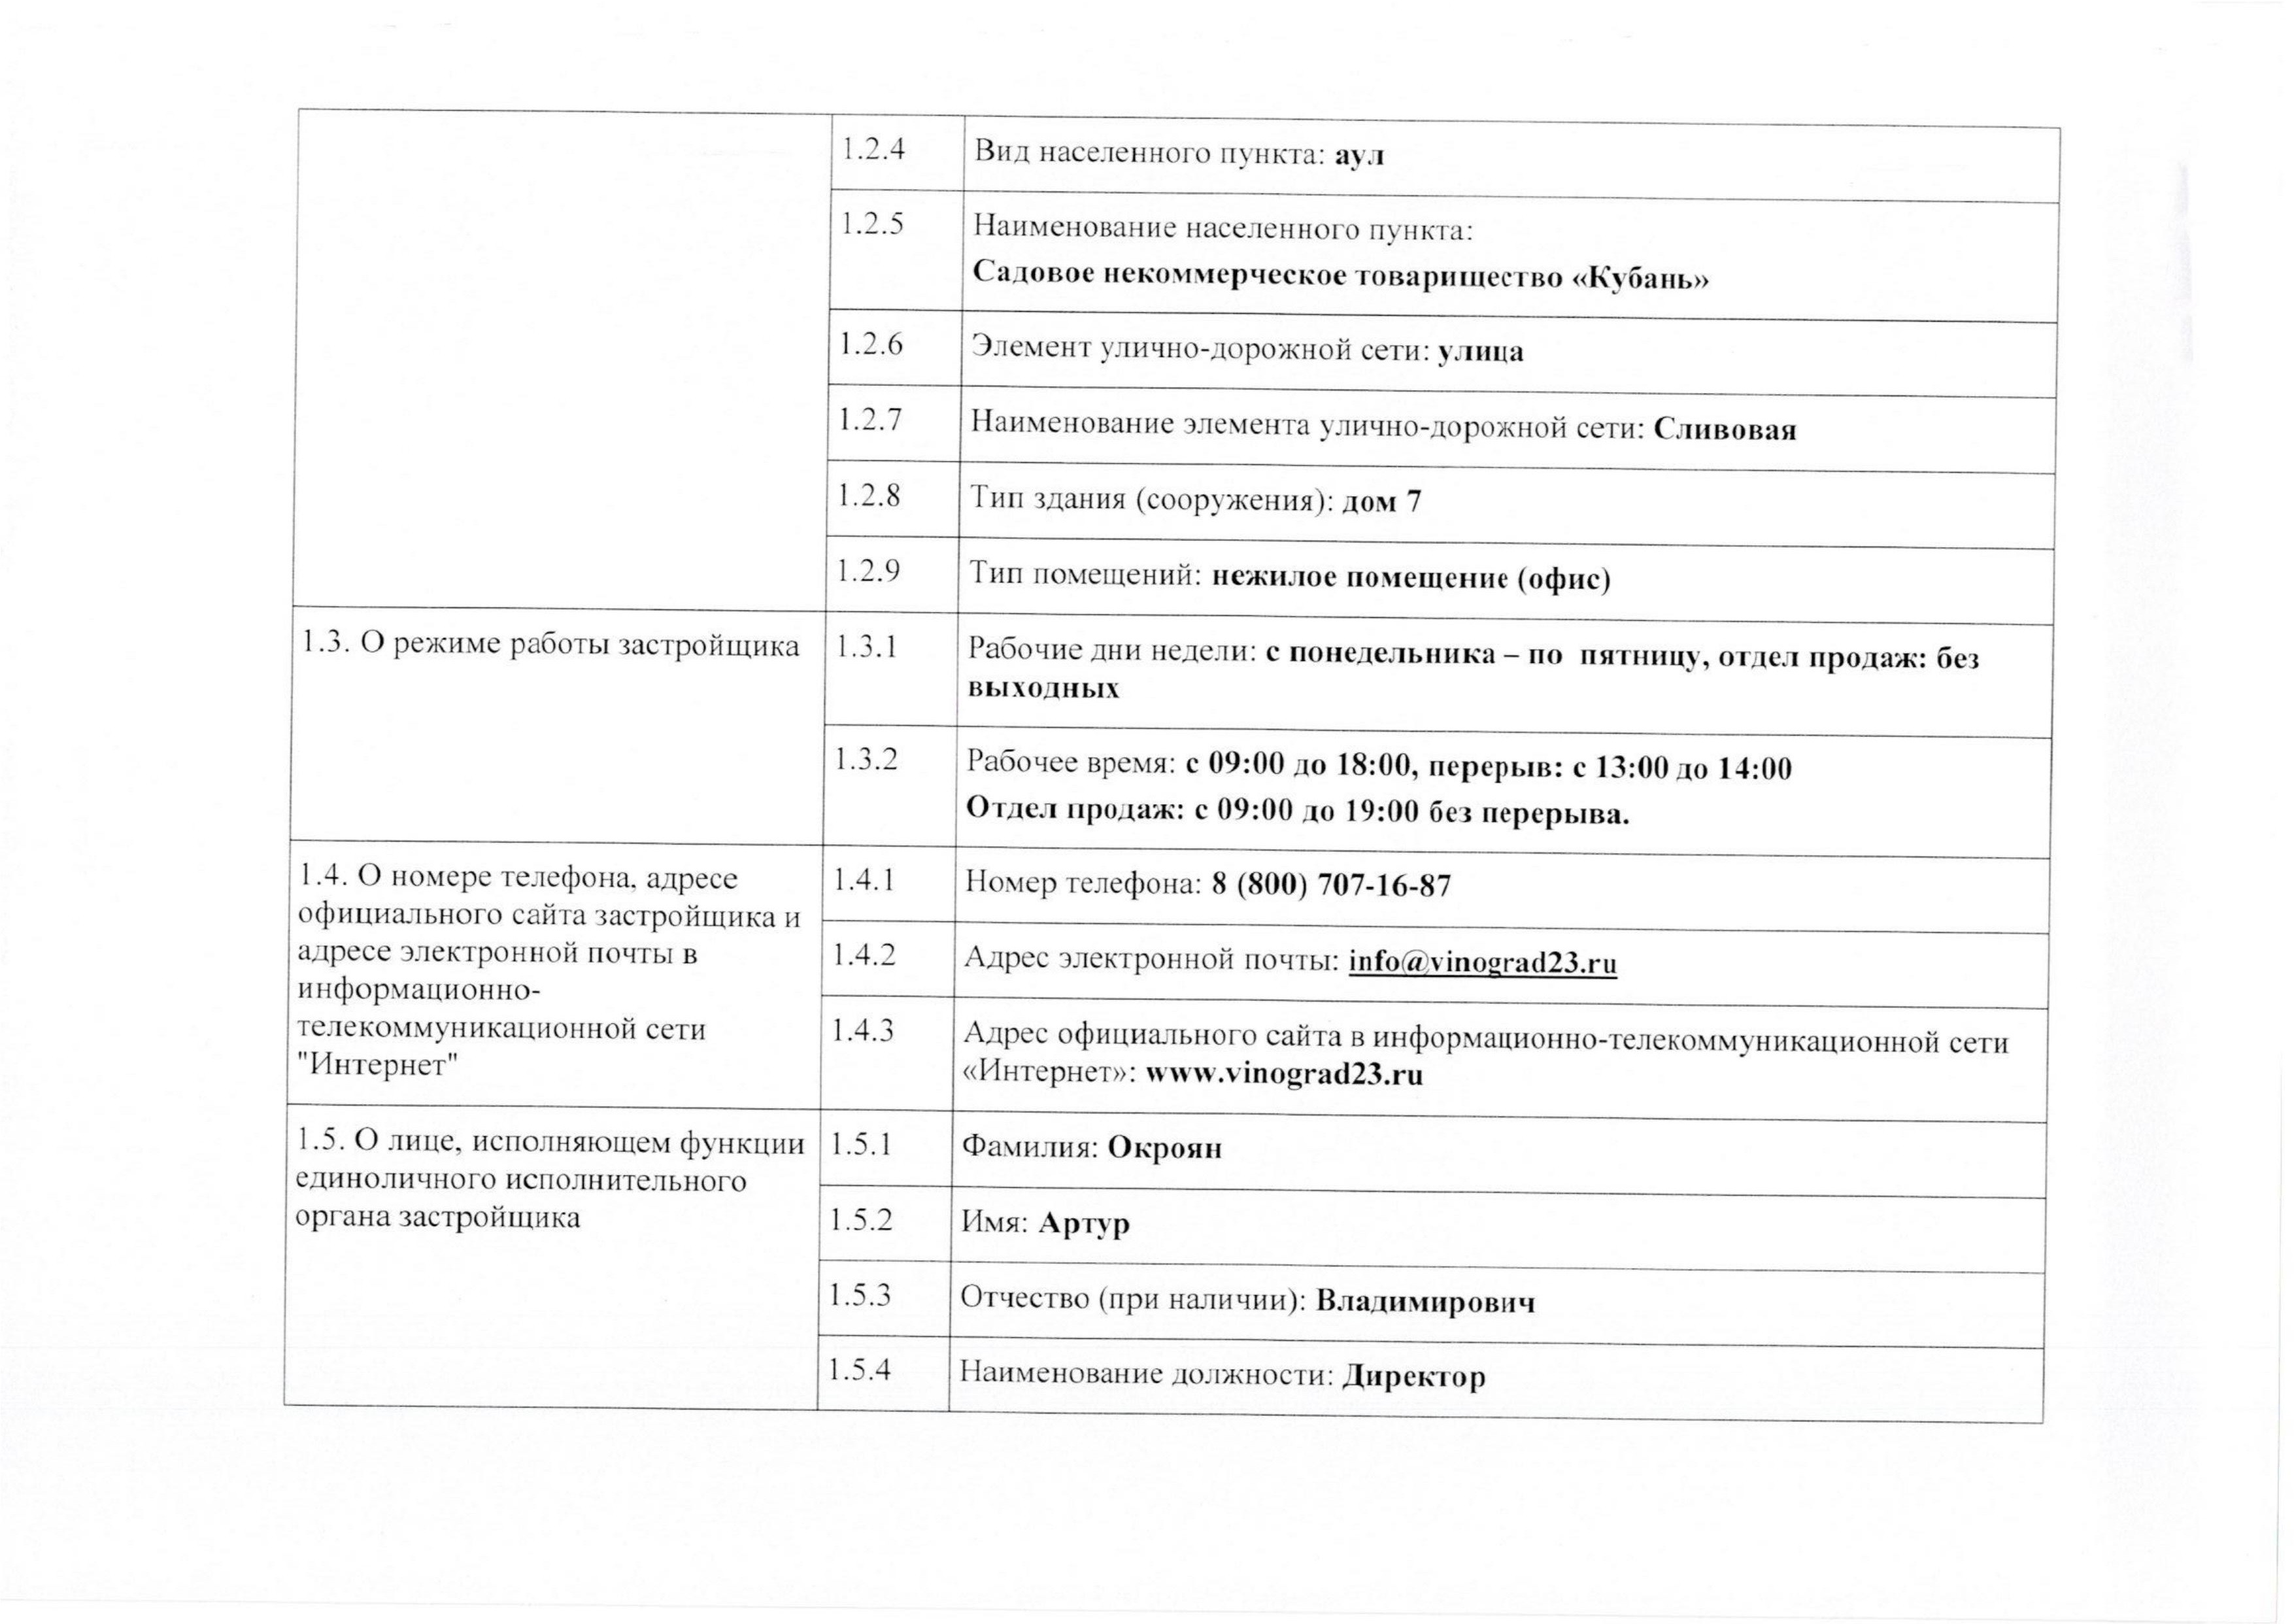 1.2.4 Вид населенного пункта: аул
1.2.5 Наименование населенного пункта:
Садовое некоммерческое товарищество «Кубань»
1.2.6 Элемент улично-дорожной сети: улица
1.2.7 Наименование элемента улично-дорожной сети: Сливовая
1.2.8 Тип здания (сооружения): дом 7
1.2.9 Тип помещений: нежилое помещение (офис)
1.3. О режиме работы застройщика
1.3.1 Рабочие дни недели: с понедельника – по пятницу, отдел продаж: без
выходных
1.3.2 Рабочее время: с 09:00 до 18:00, перерыв: с 13:00 до 14:00
Отдел продаж: с 09:00 до 19:00 без перерыва.
1.4. О номере телефона, адресе
официального сайта застройщика и
адресе электронной почты в
информационно-
телекоммуникационной сети
"Интернет"
1.4.1 Номер телефона: 8 (800) 707-16-87
1.4.2 Адрес электронной почты: info@vinograd23.ru
1.4.3 Адрес официального сайта в информационно-телекоммуникационной сети
«Интернет»: www.vinograd23.ru
1.5. О лице, исполняющем функции
единоличного исполнительного
органа застройщика
1.5.1 Фамилия: Окроян
1.5.2 Имя: Артур
1.5.3 Отчество (при наличии): Владимирович
1.5.4 Наименование должности: Директор